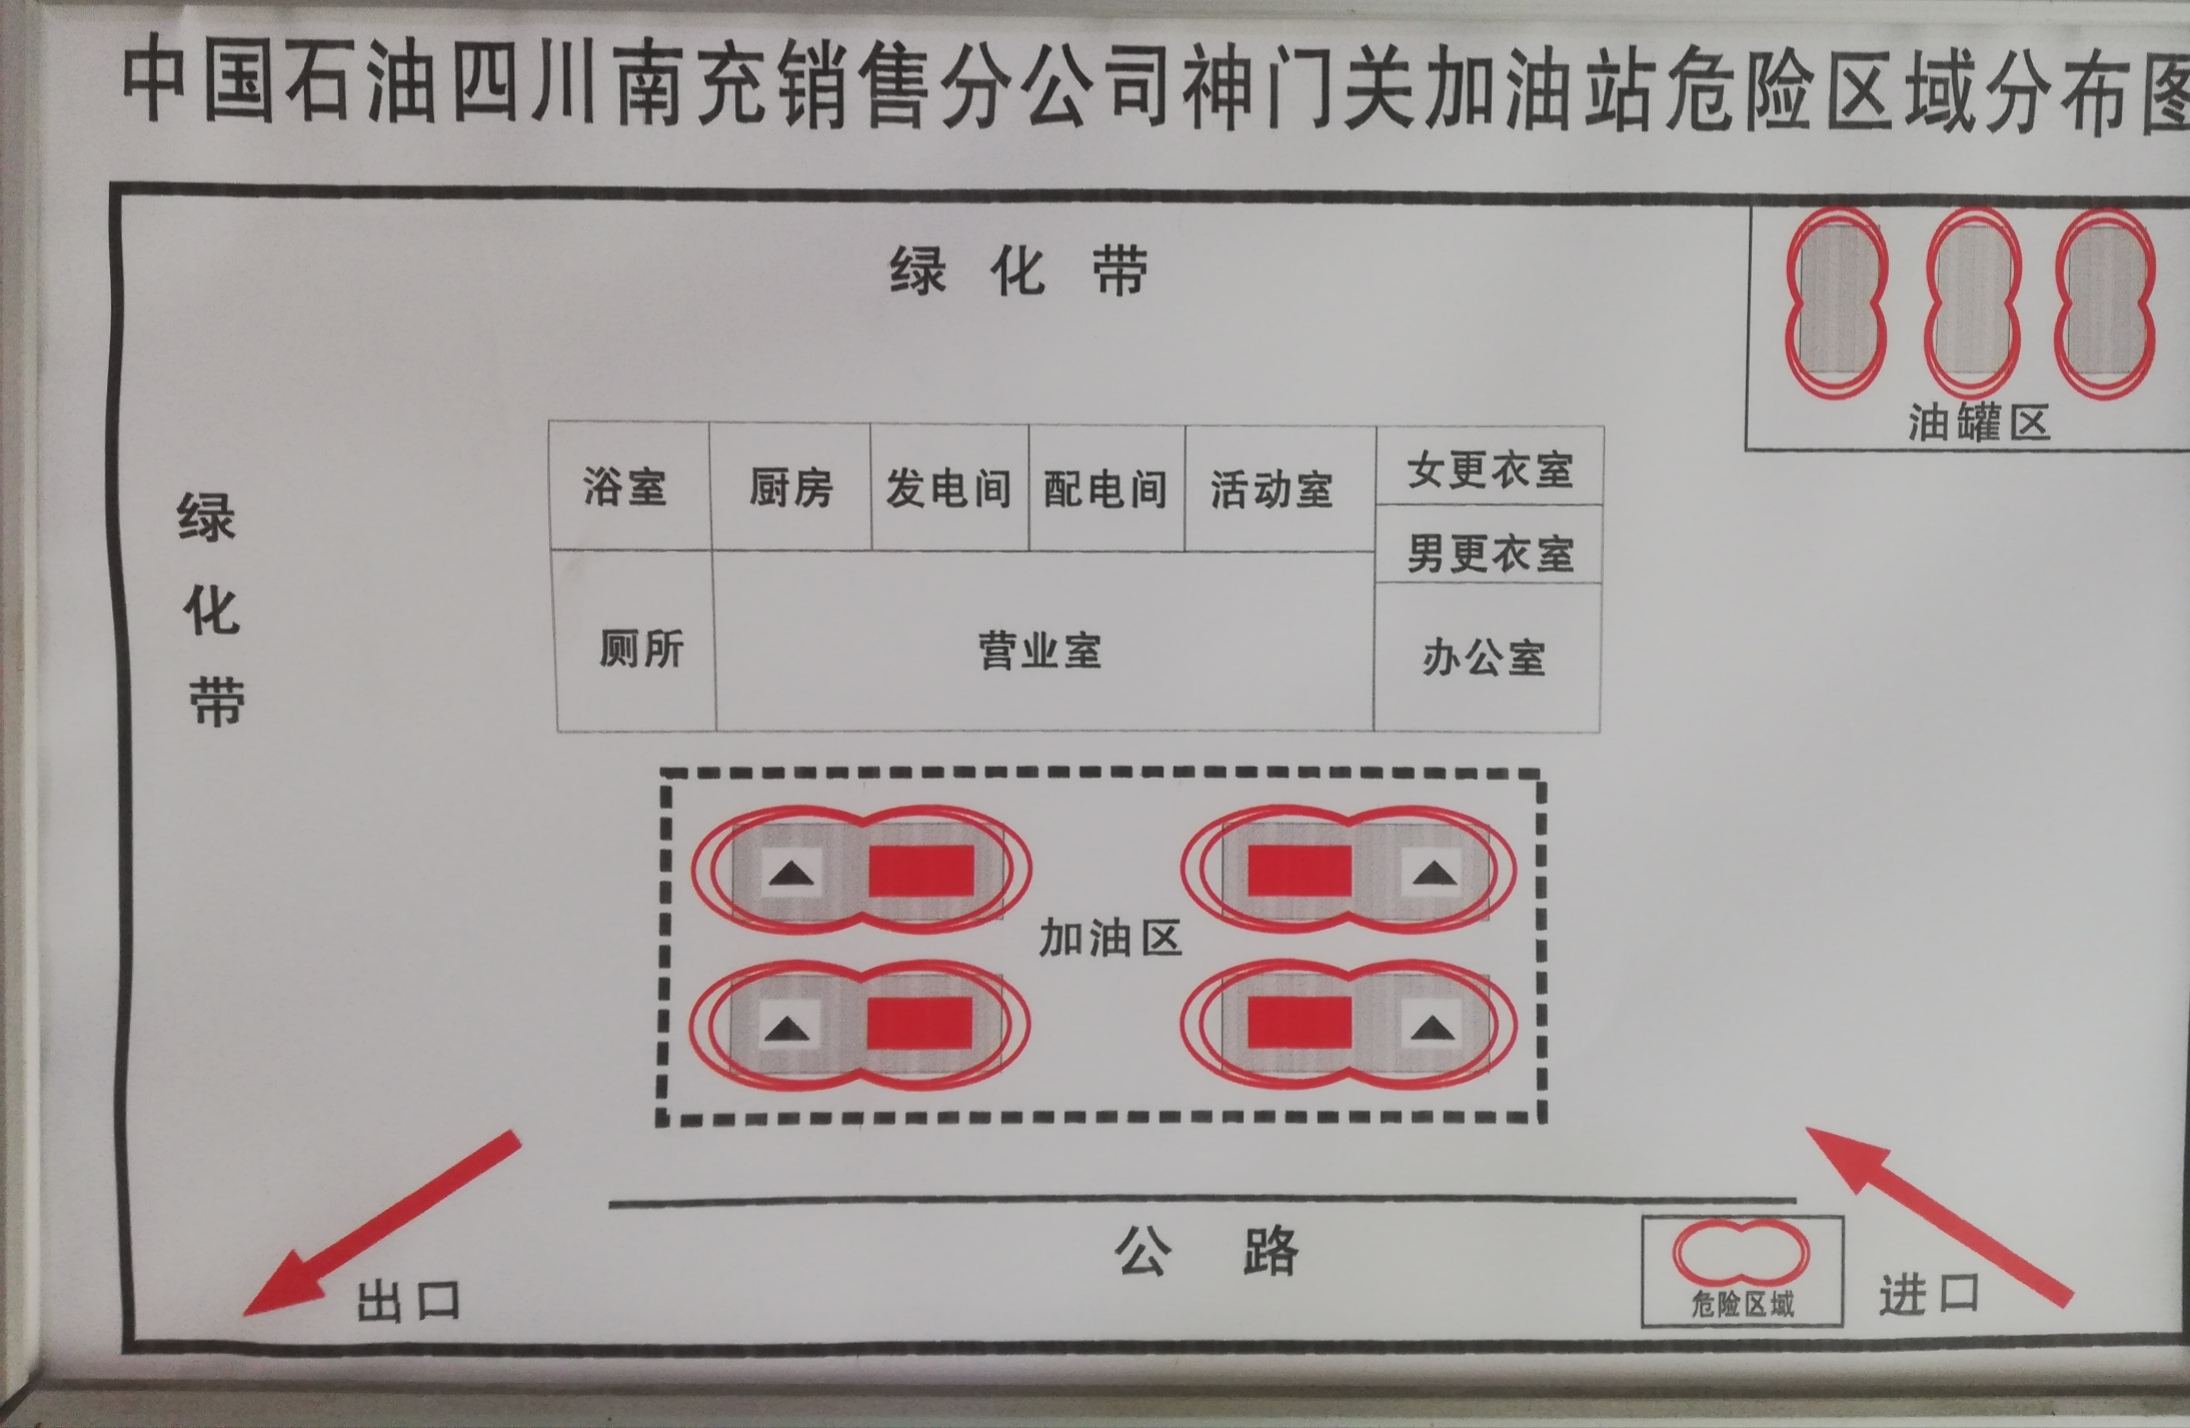 中国石油四川南充销售分公司神门关加油站危险区域分布图
绿化带
油罐区
浴室
厨房
发电间
配电间
活动室
女更衣室
男更衣室
绿化带
厕所
营业室
办公室
加油区
公路
出口
危险区域
进口